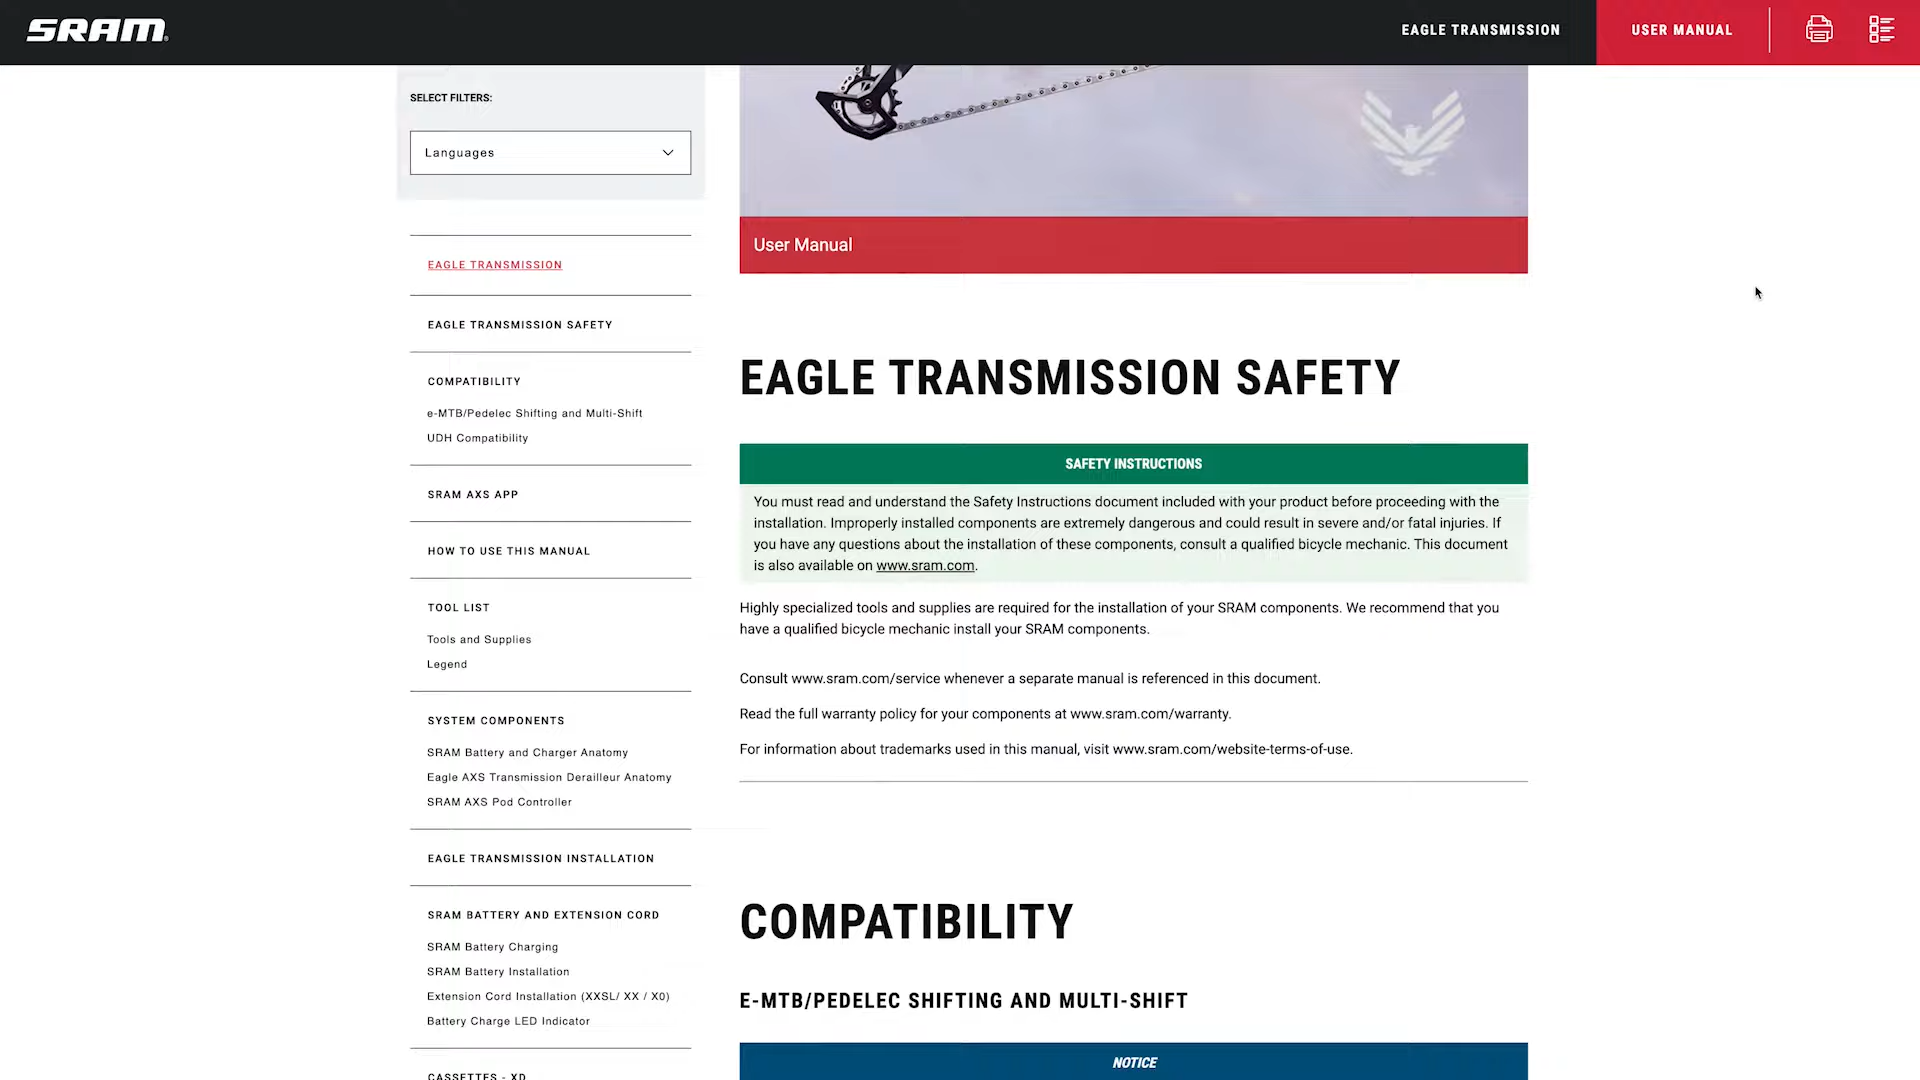 SRAM
EAGLE TRANSMISSION
USER MANUAL
SELECT FILTERS:
Languages
EAGLE TRANSMISSION
EAGLE TRANSMISSION SAFETY
COMPATIBILITY
e-MTB/Pedelec Shifting and Multi-Shift
UDH Compatibility
SRAM AXS APP
HOW TO USE THIS MANUAL
TOOL LIST
Tools and Supplies
Legend
SYSTEM COMPONENTS
SRAM Battery and Charger Anatomy
Eagle AXS Transmission Derailleur Anatomy
SRAM AXS Pod Controller
EAGLE TRANSMISSION INSTALLATION
SRAM BATTERY AND EXTENSION CORD
SRAM Battery Charging
SRAM Battery Installation
Extension Cord Installation (XXSL/ XX / X0)
Battery Charge LED Indicator
CASSETTES - XD
User Manual
EAGLE TRANSMISSION SAFETY
SAFETY INSTRUCTIONS
You must read and understand the Safety Instructions document included with your product before proceeding with the
installation. Improperly installed components are extremely dangerous and could result in severe and/or fatal injuries. If
you have any questions about the installation of these components, consult a qualified bicycle mechanic. This document
is also available on www.sram.com.
Highly specialized tools and supplies are required for the installation of your SRAM components. We recommend that you
have a qualified bicycle mechanic install your SRAM components.
Consult www.sram.com/service whenever a separate manual is referenced in this document.
Read the full warranty policy for your components at www.sram.com/warranty.
For information about trademarks used in this manual, visit www.sram.com/website-terms-of-use.
COMPATIBILITY
E-MTB/PEDELEC SHIFTING AND MULTI-SHIFT
NOTICE